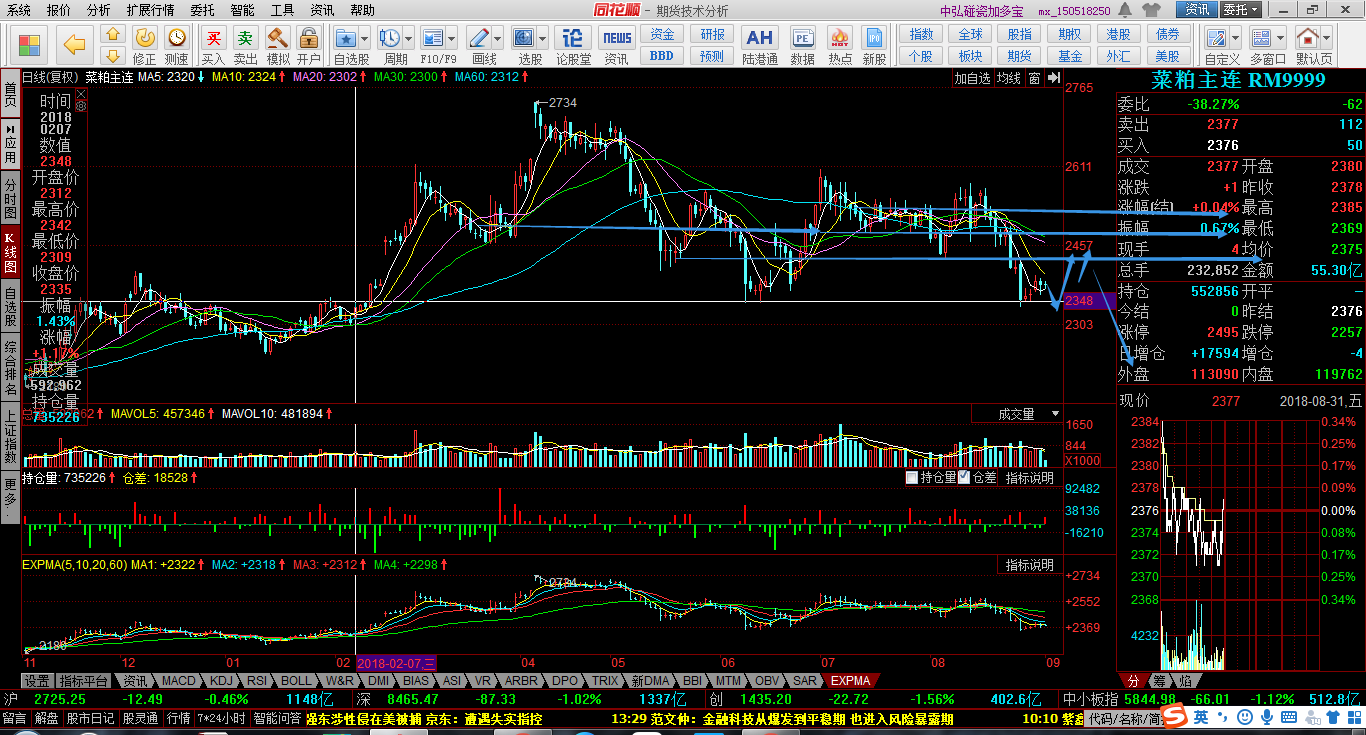 系统 报价 分析 扩展行情 委托 智能 工具 资讯 帮助 同花顺 - 期货技术分析 中弘碰瓷加多宝 mx_150518250 资讯 委托
修正 测速 买入 卖出 模拟 开户 自选股 周期 F10/F9 画线 选股 论股堂 资讯 资金 BBD 研报 预测 陆港通 数据 热点 新股 指数 个股 全球 板块 股指 期货 期权 基金 港股 外汇 债券 美股 自定义 多窗口 默认页
买 卖 论 NEWS AH PE HOT IPO
首页
应用
分时图
K线图
自选股
综合排名
上证指数
更多
日线(复权) 菜粕主连 MA5: 2320↓ MA10: 2324↑ MA20: 2302↑ MA30: 2300↑ MA60: 2312↑ 加自选 均线 窗
时间
2018
0207
数值
2348
开盘价
2312
最高价
2342
最低价
2309
收盘价
2335
振幅
1.43%
涨幅
+1.17%
成交量
592,962
持仓量
735226
2734
2765
2611
2457
2348
2303
MAVOL5: 457346↑ MAVOL10: 481894↑ 成交量
1650
844
X1000
持仓量: 735226↑ 仓差: 18528↑ 持仓量 仓差 指标说明
92482
38136
-16210
EXPMA(5,10,20,60) MA1: +2322↑ MA2: +2318↑ MA3: +2312↑ MA4: +2298↑ 指标说明
2734
+2734
+2552
+2369
2180
11 12 01 02 2018-02-07,三 04 05 06 07 08 09
设置 指标平台 资讯 MACD KDJ RSI BOLL W&R DMI BIAS ASI VR ARBR DPO TRIX 新DMA BBI MTM OBV SAR EXPMA
菜粕主连 RM9999
委比 -38.27% -62
卖出 2377 112
买入 2376 50
成交 2377 开盘 2380
涨跌 +1 昨收 2378
涨幅(结) +0.04% 最高 2385
振幅 0.67% 最低 2369
现手 4 均价 2375
总手 232,852 金额 55.30亿
持仓 552856 开平 –
今结 0 昨结 2376
涨停 2495 跌停 2257
日增仓 +17594 增仓 -4
外盘 113090 内盘 119762
现价 2377 2018-08-31,五
2384 0.34%
2382 0.25%
2380 0.17%
2378 0.09%
2376 0.00%
2374 0.08%
2372 0.17%
2370 0.25%
2368 0.34%
4232
分 筹 焰
沪 2725.25 -12.49 -0.46% 1148亿 深 8465.47 -87.33 -1.02% 1337亿 创 1435.20 -22.72 -1.56% 402.6亿 中小板指 5844.98 -66.01 -1.12% 512.8亿
留言 解盘 股市日记 股灵通 行情 7*24小时 智能问答 强东涉性侵在美被捕 京东：遭遇失实指控 13:29 范文仲：金融科技从爆发到平稳期 也进入风险暴露期 10:10 紫 代码/名称/简 英